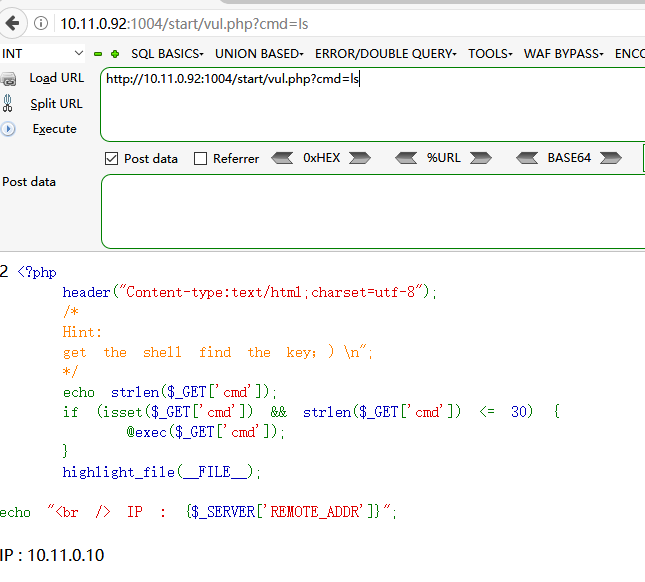 10.11.0.92:1004/start/vul.php?cmd=ls
INT SQL BASICS UNION BASED ERROR/DOUBLE QUERY TOOLS WAF BYPASS ENCO
Load URL http://10.11.0.92:1004/start/vul.php?cmd=ls
Split URL
Execute
Post data Referrer 0xHEX %URL BASE64
Post data
2 <?php
header("Content-type:text/html;charset=utf-8");
/*
Hint:
get the shell find the key；) \n";
*/
echo strlen($_GET['cmd']);
if (isset($_GET['cmd']) && strlen($_GET['cmd']) <= 30) {
@exec($_GET['cmd']);
}
highlight_file(__FILE__);
echo "<br /> IP : {$_SERVER['REMOTE_ADDR']}";
IP : 10.11.0.10